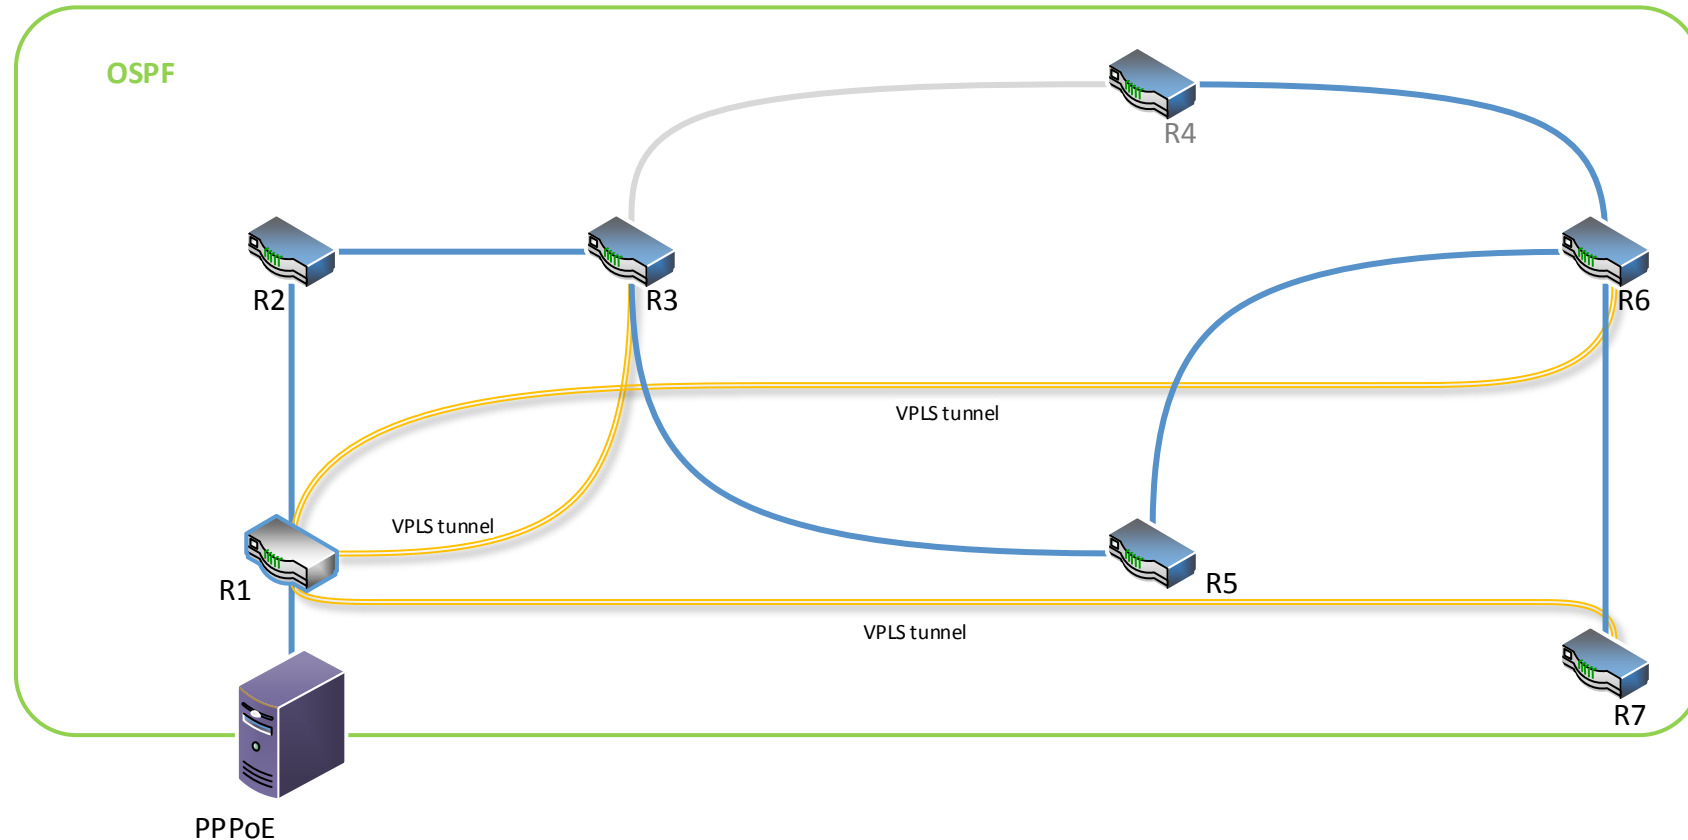 OSPF
R4
R2
R3
R6
VPLS tunnel
VPLS tunnel
R1
R5
VPLS tunnel
R7
PPPoE